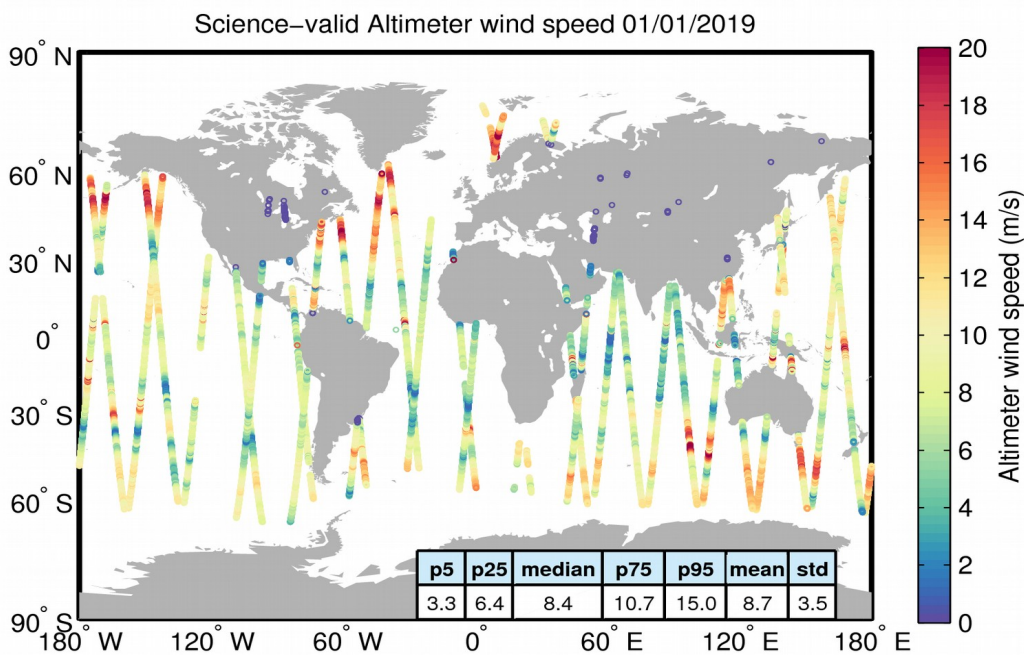 Science−valid Altimeter wind speed 01/01/2019
90° N
60° N
30° N
0°
30° S
60° S
90° S
180° W 120° W 60° W 0° 60° E 120° E 180° E
p5 p25 median p75 p95 mean std
3.3 6.4 8.4 10.7 15.0 8.7 3.5
20
18
16
14
12
10
8
6
4
2
0
Altimeter wind speed (m/s)